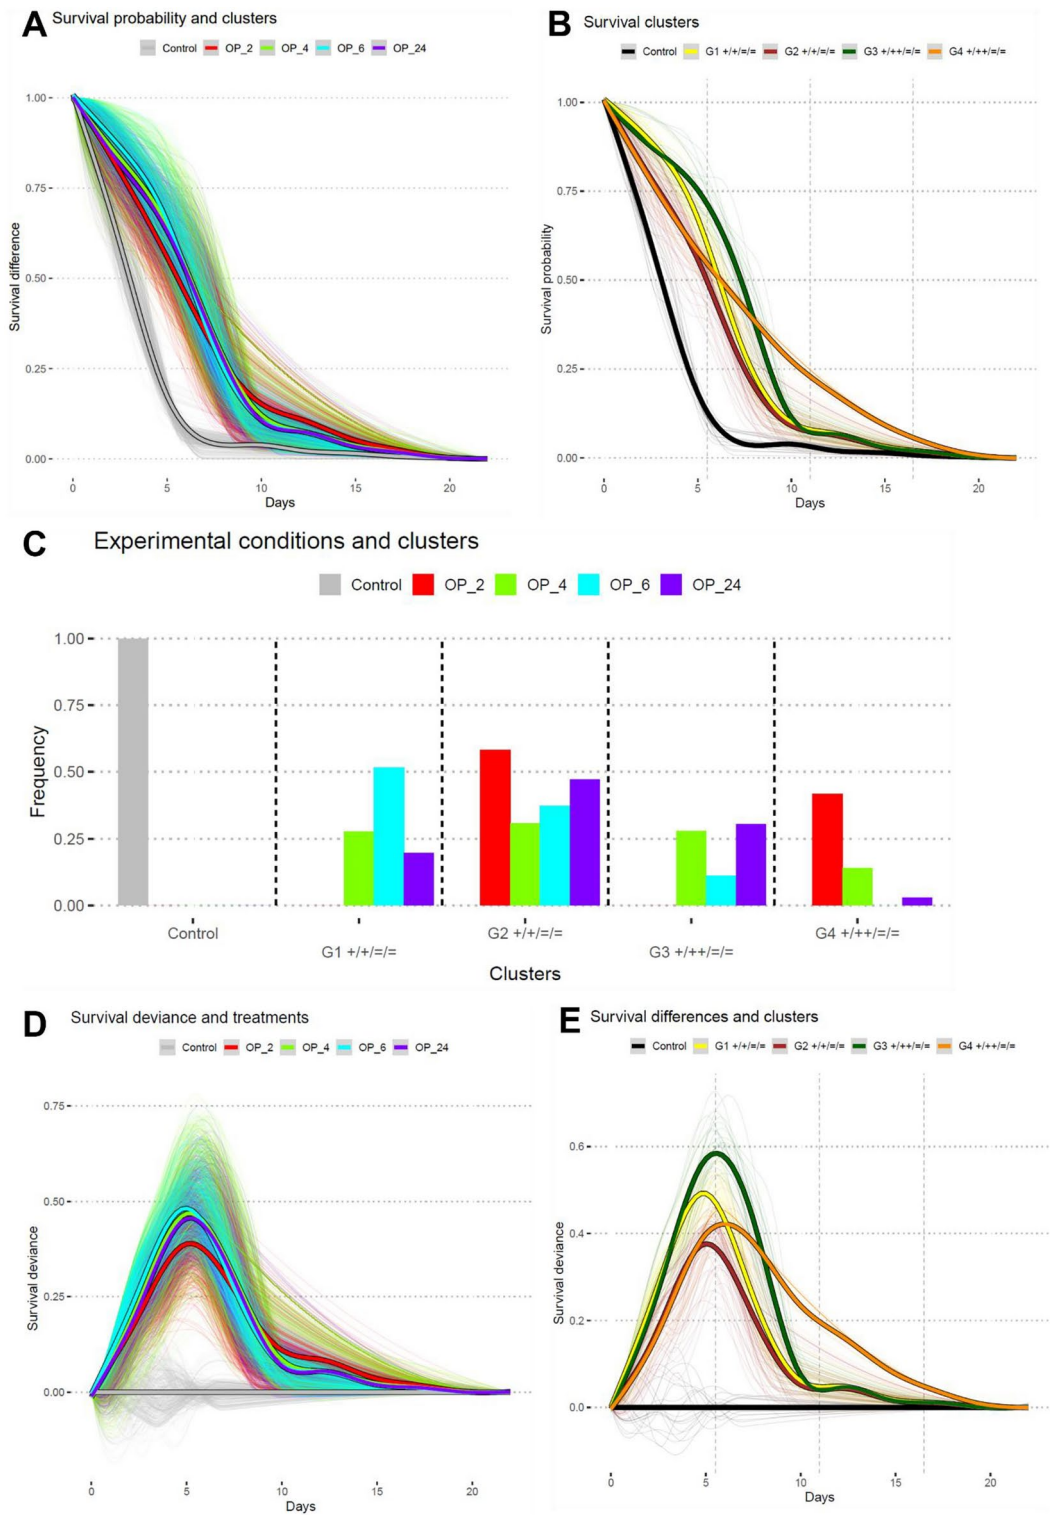 A Survival probability and clusters
Control OP_2 OP_4 OP_6 OP_24
1.00
0.75
0.50
0.25
0.00
Survival difference
0 5 10 15 20
Days
B Survival clusters
Control G1 +/+/=/= G2 +/+/=/= G3 +/++/=/= G4 +/++/=/=
1.00
0.75
0.50
0.25
0.00
Survival probability
0 5 10 15 20
Days
C Experimental conditions and clusters
Control OP_2 OP_4 OP_6 OP_24
1.00
0.75
0.50
0.25
0.00
Frequency
Control G2 +/+/=/= G4 +/++/=/=
G1 +/+/=/= G3 +/++/=/=
Clusters
D Survival deviance and treatments
Control OP_2 OP_4 OP_6 OP_24
0.75
0.50
0.25
0.00
Survival deviance
0 5 10 15 20
Days
E Survival differences and clusters
Control G1 +/+/=/= G2 +/+/=/= G3 +/++/=/= G4 +/++/=/=
0.6
0.4
0.2
0.0
Survival deviance
0 5 10 15 20
Days